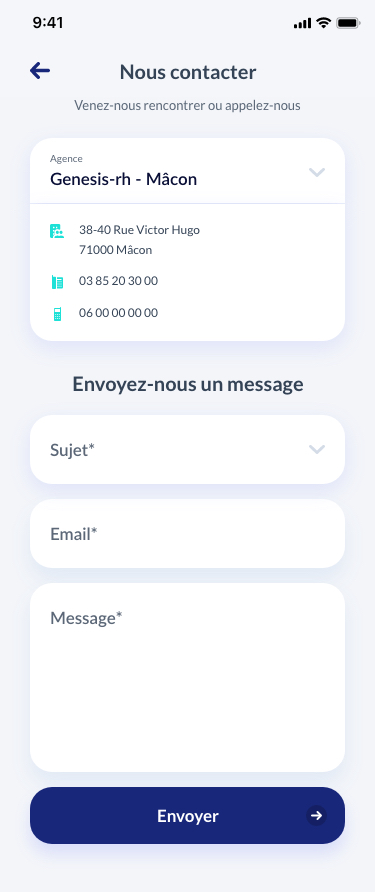 9:41
Nous contacter
Venez-nous rencontrer ou appelez-nous
Agence
Genesis-rh - Mâcon
38-40 Rue Victor Hugo
71000 Mâcon
03 85 20 30 00
06 00 00 00 00
Envoyez-nous un message
Sujet*
Email*
Message*
Envoyer